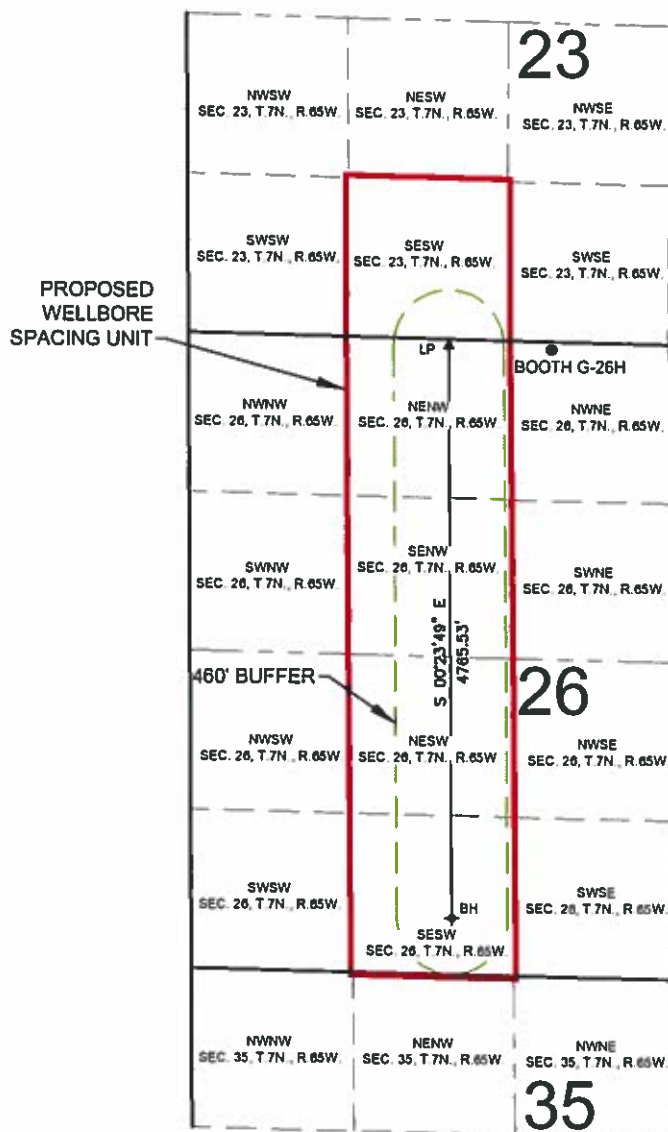 23
NWSW
SEC. 23, T.7N., R.65W.
NESW
SEC. 23, T.7N., R.65W.
NWSE
SEC. 23, T.7N., R.65W.
SWSW
SEC. 23, T.7N., R.65W.
SESW
SEC. 23, T.7N., R.65W.
SWSE
SEC. 23, T.7N., R.65W.
PROPOSED
WELLBORE
SPACING UNIT
LP
BOOTH G-26H
NWNW
SEC. 26, T.7N., R.65W.
NENW
SEC. 26, T.7N., R.65W.
NWNE
SEC. 26, T.7N., R.65W.
SWNW
SEC. 26, T.7N., R.65W.
SENW
SEC. 26, T.7N., R.65W.
SWNE
SEC. 26, T.7N., R.65W.
S 00°23'49" E
4765.53'
460' BUFFER
26
NWSW
SEC. 26, T.7N., R.65W.
NESW
SEC. 26, T.7N., R.65W.
NWSE
SEC. 26, T.7N., R.65W.
SWSW
SEC. 26, T.7N., R.65W.
BH
SESW
SEC. 26, T.7N., R.65W.
SWSE
SEC. 26, T.7N., R.65W.
NWNW
SEC. 35, T.7N., R.65W.
NENW
SEC. 35, T.7N., R.65W.
NWNE
SEC. 35, T.7N., R.65W.
35